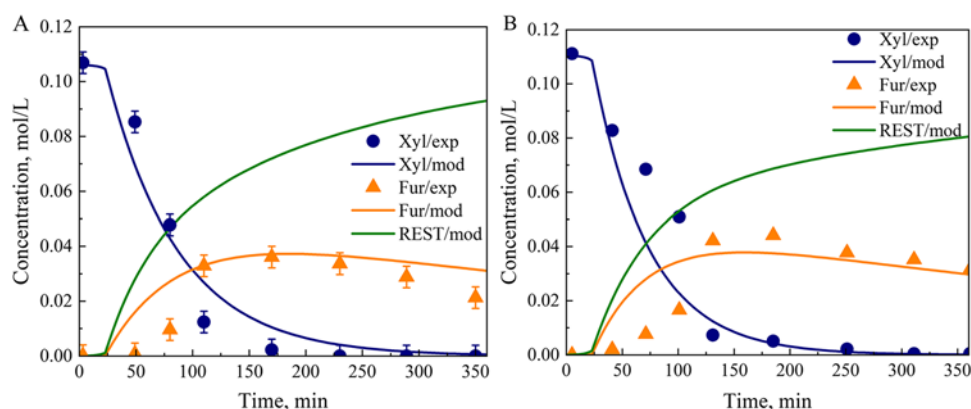 A
Concentration, mol/L
0.12
0.10
0.08
0.06
0.04
0.02
0.00
Xyl/exp
Xyl/mod
Fur/exp
Fur/mod
REST/mod
0 50 100 150 200 250 300 350
Time, min
B
Concentration, mol/L
0.12
0.10
0.08
0.06
0.04
0.02
0.00
Xyl/exp
Xyl/mod
Fur/exp
Fur/mod
REST/mod
0 50 100 150 200 250 300 350
Time, min